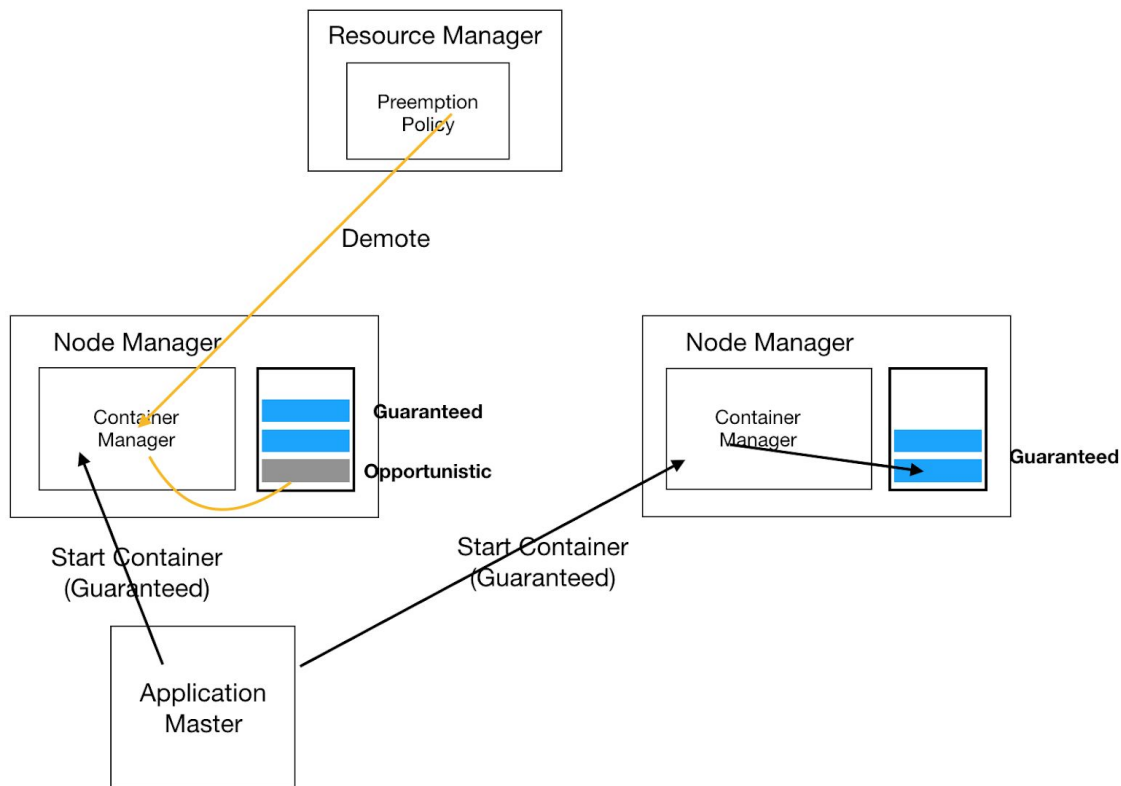 Resource Manager
Preemption
Policy
Demote
Node Manager
Container
Manager
Guaranteed
Opportunistic
Node Manager
Container
Manager
Guaranteed
Start Container
(Guaranteed)
Start Container
(Guaranteed)
Application
Master